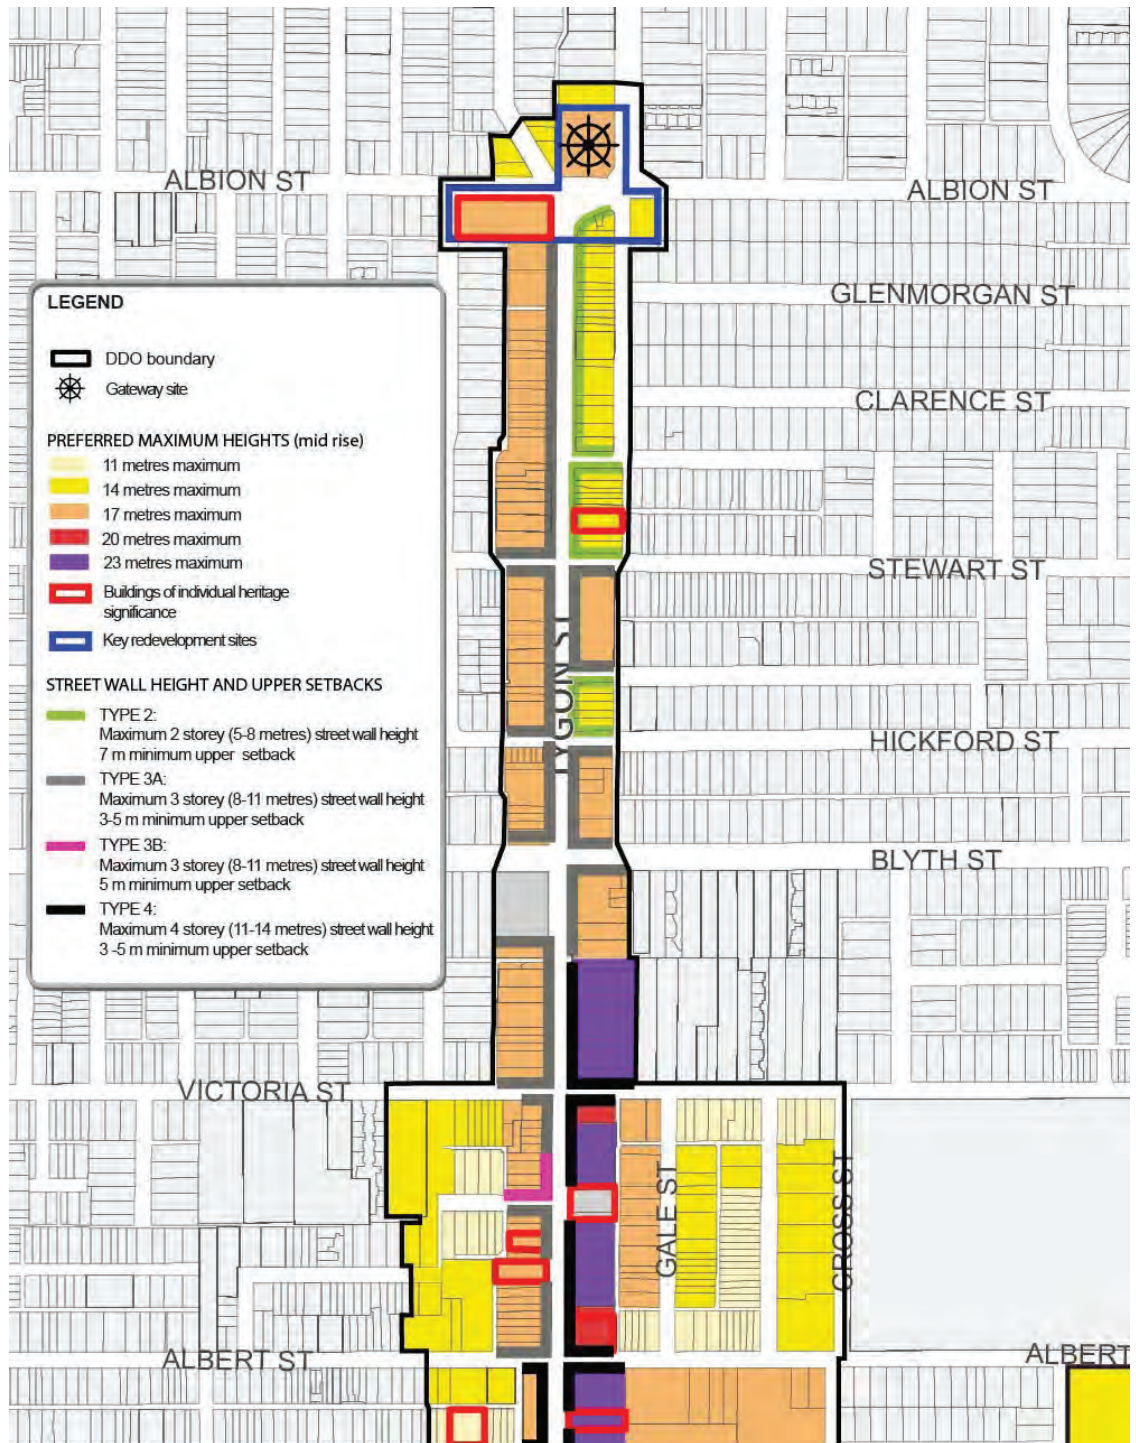 ALBION ST
ALBION ST
GLENMORGAN ST
LEGEND
DDO boundary
Gateway site
CLARENCE ST
PREFERRED MAXIMUM HEIGHTS (mid rise)
11 metres maximum
14 metres maximum
17 metres maximum
20 metres maximum
23 metres maximum
STEWART ST
Buildings of individual heritage
significance
Key redevelopment sites
LYGON ST
STREET WALL HEIGHT AND UPPER SETBACKS
TYPE 2:
Maximum 2 storey (5-8 metres) street wall height
7 m minimum upper setback
HICKFORD ST
TYPE 3A:
Maximum 3 storey (8-11 metres) street wall height
3-5 m minimum upper setback
TYPE 3B:
Maximum 3 storey (8-11 metres) street wall height
5 m minimum upper setback
BLYTH ST
TYPE 4:
Maximum 4 storey (11-14 metres) street wall height
3 -5 m minimum upper setback
VICTORIA ST
GALE ST
CROSS ST
ALBERT ST
ALBERT